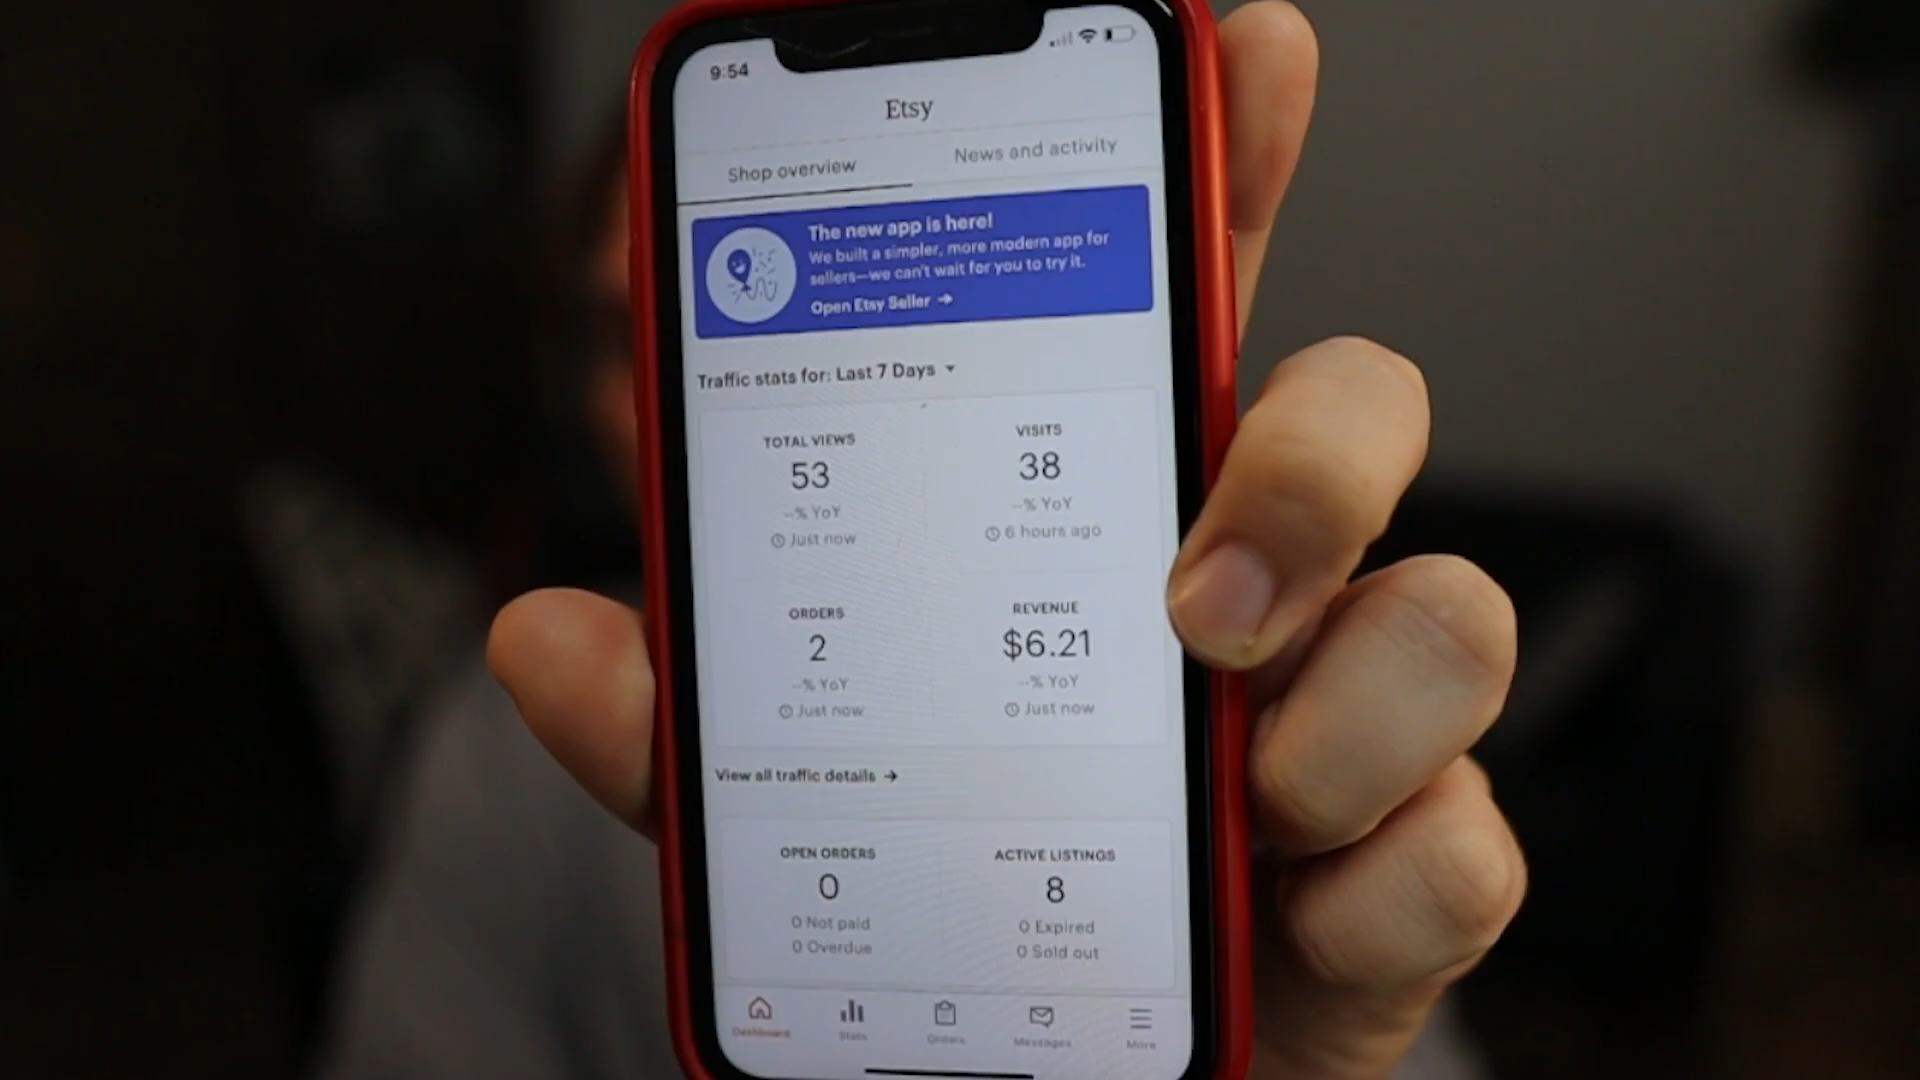 9:54
Etsy
Shop overview
News and activity
The new app is here!
We built a simpler, more modern app for
sellers—we can't wait for you to try it.
Open Etsy Seller →
Traffic stats for: Last 7 Days
TOTAL VIEWS
53
--% YoY
Just now
VISITS
38
--% YoY
6 hours ago
ORDERS
2
--% YoY
Just now
REVENUE
$6.21
--% YoY
Just now
View all traffic details →
OPEN ORDERS
0
0 Not paid
0 Overdue
ACTIVE LISTINGS
8
0 Expired
0 Sold out
Dashboard
Stats
Orders
Messages
More